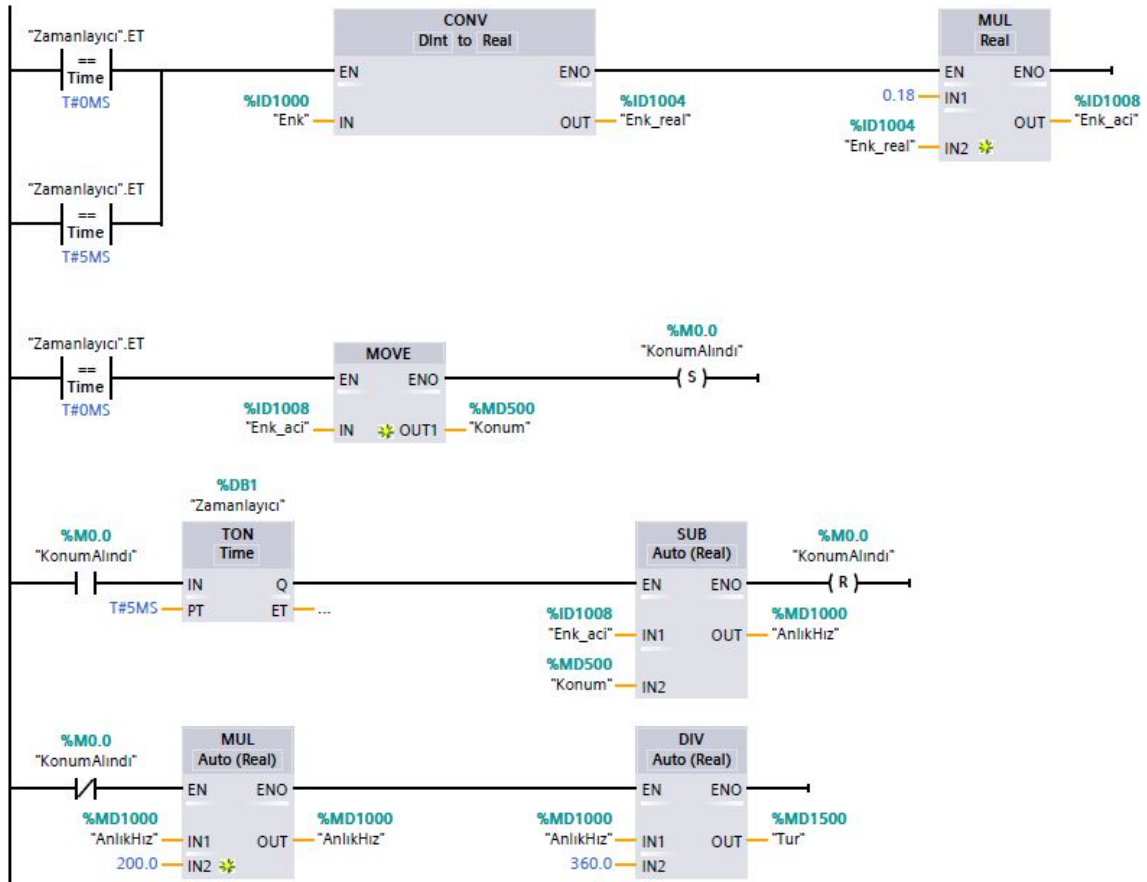 "Zamanlayıcı".ET
==
Time
T#0MS
CONV
DInt to Real
EN ENO
%ID1000
"Enk" IN
%ID1004
OUT "Enk_real"
MUL
Real
EN ENO
0.18 IN1
%ID1008
OUT "Enk_aci"
%ID1004
"Enk_real" IN2
"Zamanlayıcı".ET
==
Time
T#5MS
"Zamanlayıcı".ET
==
Time
T#0MS
MOVE
EN ENO
%ID1008
"Enk_aci" IN
%MD500
OUT1 "Konum"
%M0.0
"KonumAlındı"
S
%M0.0
"KonumAlındı"
%DB1
"Zamanlayıcı"
TON
Time
IN Q
T#5MS PT ET ...
SUB
Auto (Real)
EN ENO
%ID1008
"Enk_aci" IN1
%MD1000
OUT "AnlıkHız"
%MD500
"Konum" IN2
%M0.0
"KonumAlındı"
R
%M0.0
"KonumAlındı"
MUL
Auto (Real)
EN ENO
%MD1000
"AnlıkHız" IN1
%MD1000
OUT "AnlıkHız"
200.0 IN2
DIV
Auto (Real)
EN ENO
%MD1000
"AnlıkHız" IN1
%MD1500
OUT "Tur"
360.0 IN2